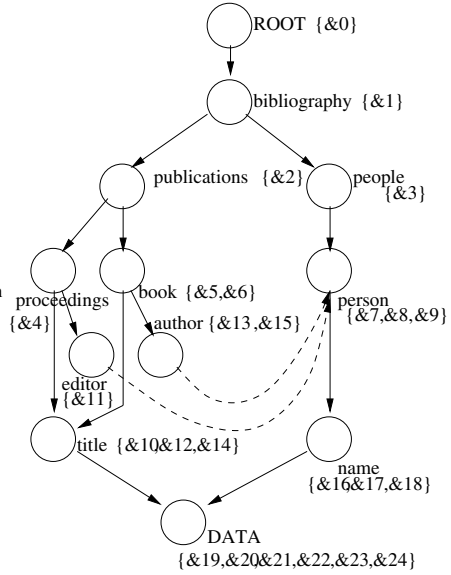 ROOT {&0}
bibliography {&1}
publications {&2}
people
{&3}
proceedings
{&4}
book {&5,&6}
person
{&7,&8,&9}
author {&13,&15}
editor
{&11}
title {&10,&12,&14}
name
{&16,&17,&18}
DATA
{&19,&20,&21,&22,&23,&24}